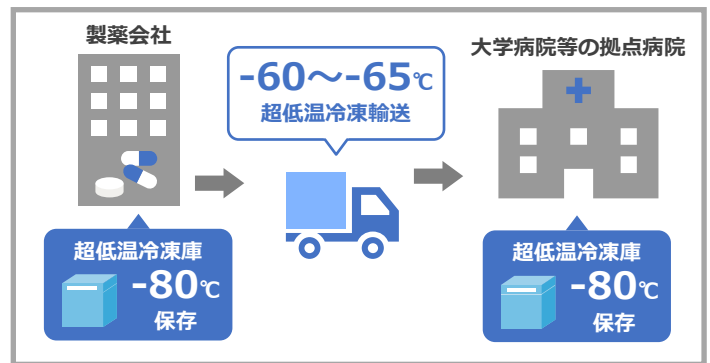 製薬会社
-60〜-65℃
超低温冷凍輸送
大学病院等の拠点病院
超低温冷凍庫
-80℃
保存
超低温冷凍庫
-80℃
保存